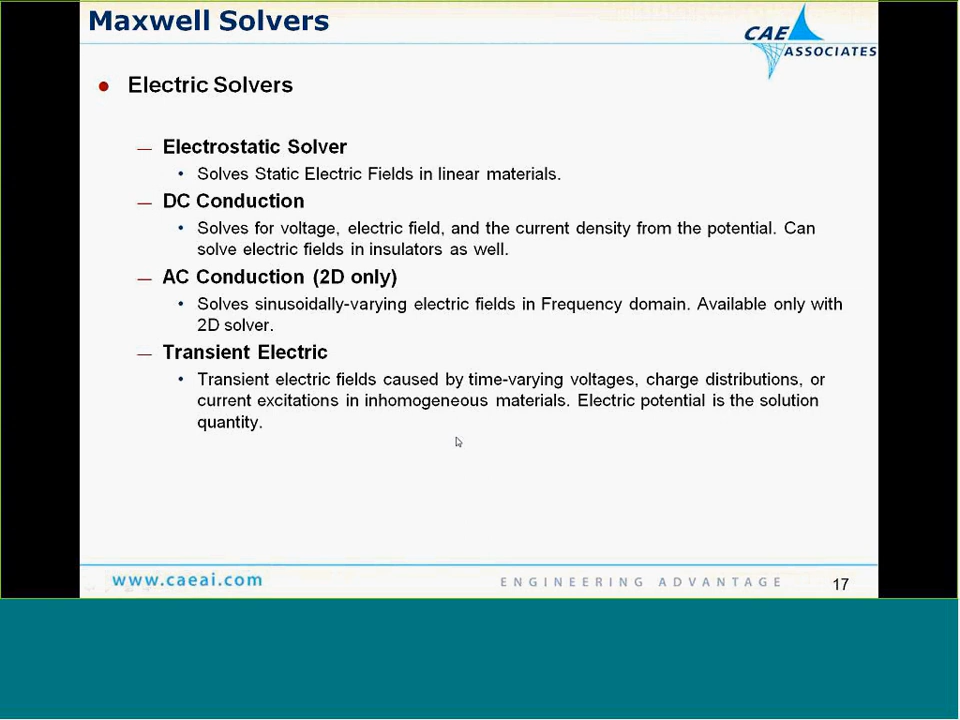 Maxwell Solvers
CAE
ASSOCIATES
Electric Solvers
Electrostatic Solver
Solves Static Electric Fields in linear materials.
DC Conduction
Solves for voltage, electric field, and the current density from the potential. Can
solve electric fields in insulators as well.
AC Conduction (2D only)
Solves sinusoidally-varying electric fields in Frequency domain. Available only with
2D solver.
Transient Electric
Transient electric fields caused by time-varying voltages, charge distributions, or
current excitations in inhomogeneous materials. Electric potential is the solution
quantity.
www.caeai.com
ENGINEERING ADVANTAGE
17